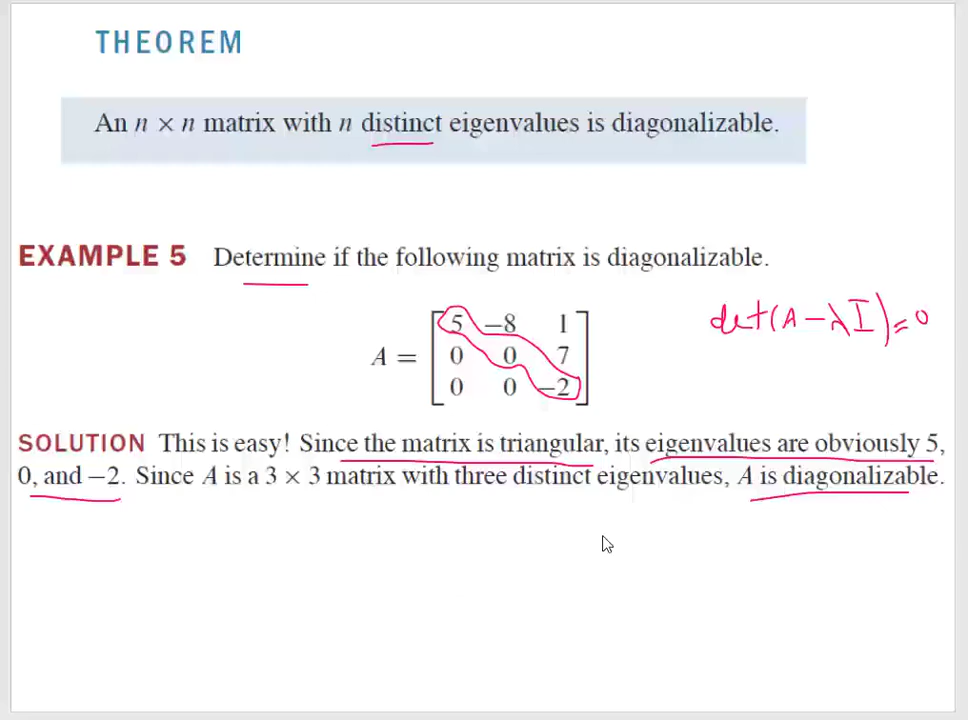 THEOREM
An n × n matrix with n distinct eigenvalues is diagonalizable.
EXAMPLE 5 Determine if the following matrix is diagonalizable.
det(A − λI) = 0
5 −8 1
A = 0 0 7
0 0 −2
SOLUTION This is easy! Since the matrix is triangular, its eigenvalues are obviously 5,
0, and −2. Since A is a 3 × 3 matrix with three distinct eigenvalues, A is diagonalizable.